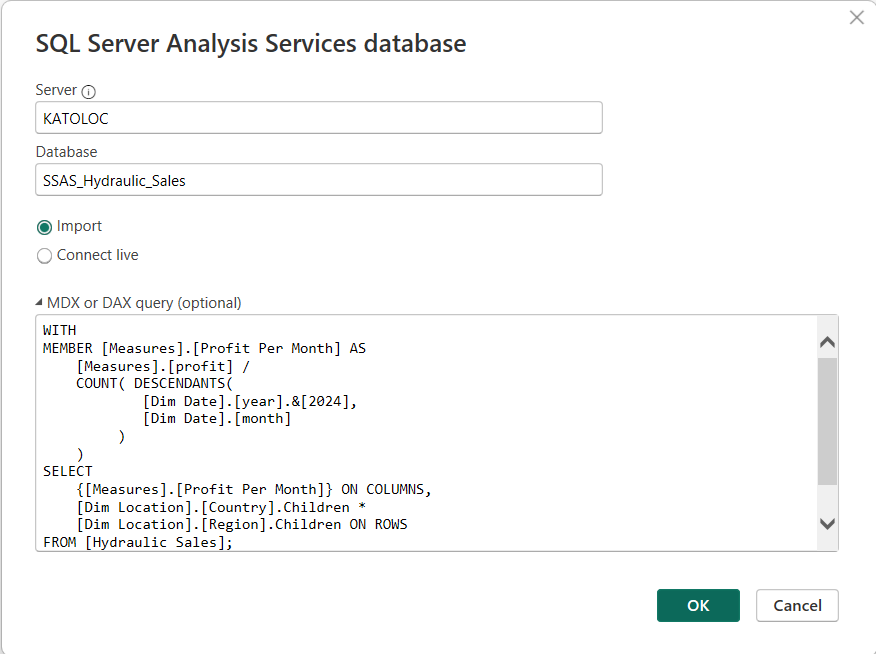 SQL Server Analysis Services database
Server
KATOLOC
Database
SSAS_Hydraulic_Sales
Import
Connect live
MDX or DAX query (optional)
WITH
MEMBER [Measures].[Profit Per Month] AS
[Measures].[profit] /
COUNT( DESCENDANTS(
[Dim Date].[year].&[2024],
[Dim Date].[month]
)
)
SELECT
{[Measures].[Profit Per Month]} ON COLUMNS,
[Dim Location].[Country].Children *
[Dim Location].[Region].Children ON ROWS
FROM [Hydraulic Sales];
OK
Cancel